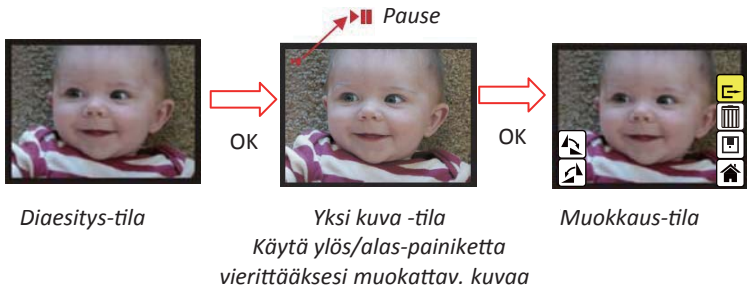 Pause
OK
OK
Diaesitys-tila
Yksi kuva -tila
Käytä ylös/alas-painiketta
vierittääksesi muokattav. kuvaa
Muokkaus-tila